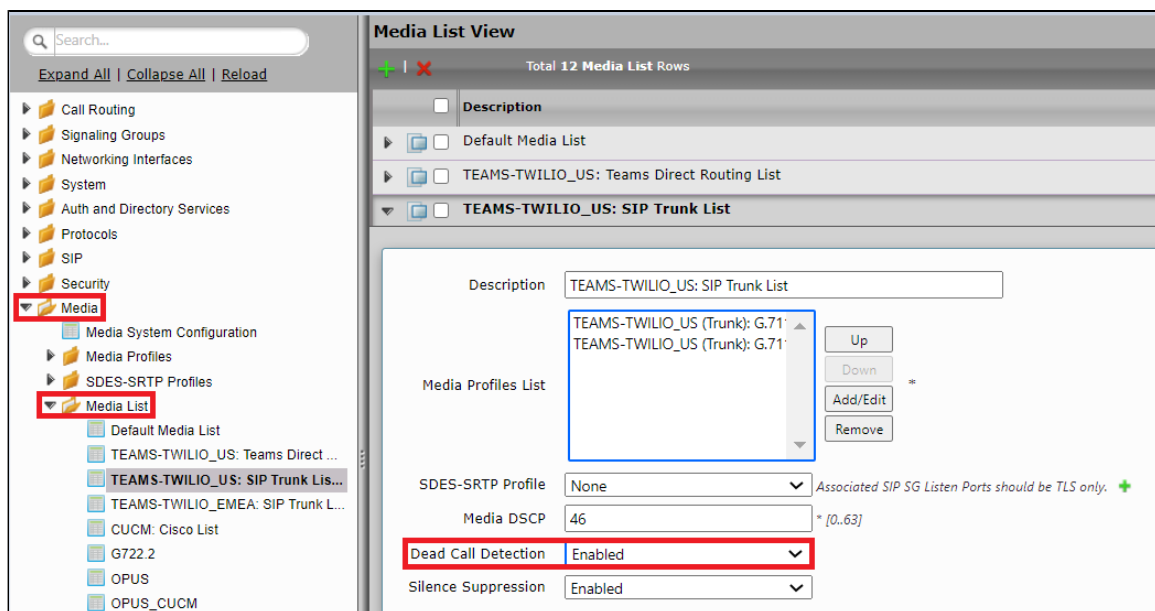 Search...
Expand All | Collapse All | Reload
Call Routing
Signaling Groups
Networking Interfaces
System
Auth and Directory Services
Protocols
SIP
Security
Media
Media System Configuration
Media Profiles
SDES-SRTP Profiles
Media List
Default Media List
TEAMS-TWILIO_US: Teams Direct ...
TEAMS-TWILIO_US: SIP Trunk Lis...
TEAMS-TWILIO_EMEA: SIP Trunk L...
CUCM: Cisco List
G722.2
OPUS
OPUS_CUCM
Media List View
| Total 12 Media List Rows
Description
Default Media List
TEAMS-TWILIO_US: Teams Direct Routing List
TEAMS-TWILIO_US: SIP Trunk List
Description TEAMS-TWILIO_US: SIP Trunk List
Media Profiles List
TEAMS-TWILIO_US (Trunk): G.71
TEAMS-TWILIO_US (Trunk): G.71
Up
Down
*
Add/Edit
Remove
SDES-SRTP Profile None Associated SIP SG Listen Ports should be TLS only.
Media DSCP 46 * [0..63]
Dead Call Detection Enabled
Silence Suppression Enabled